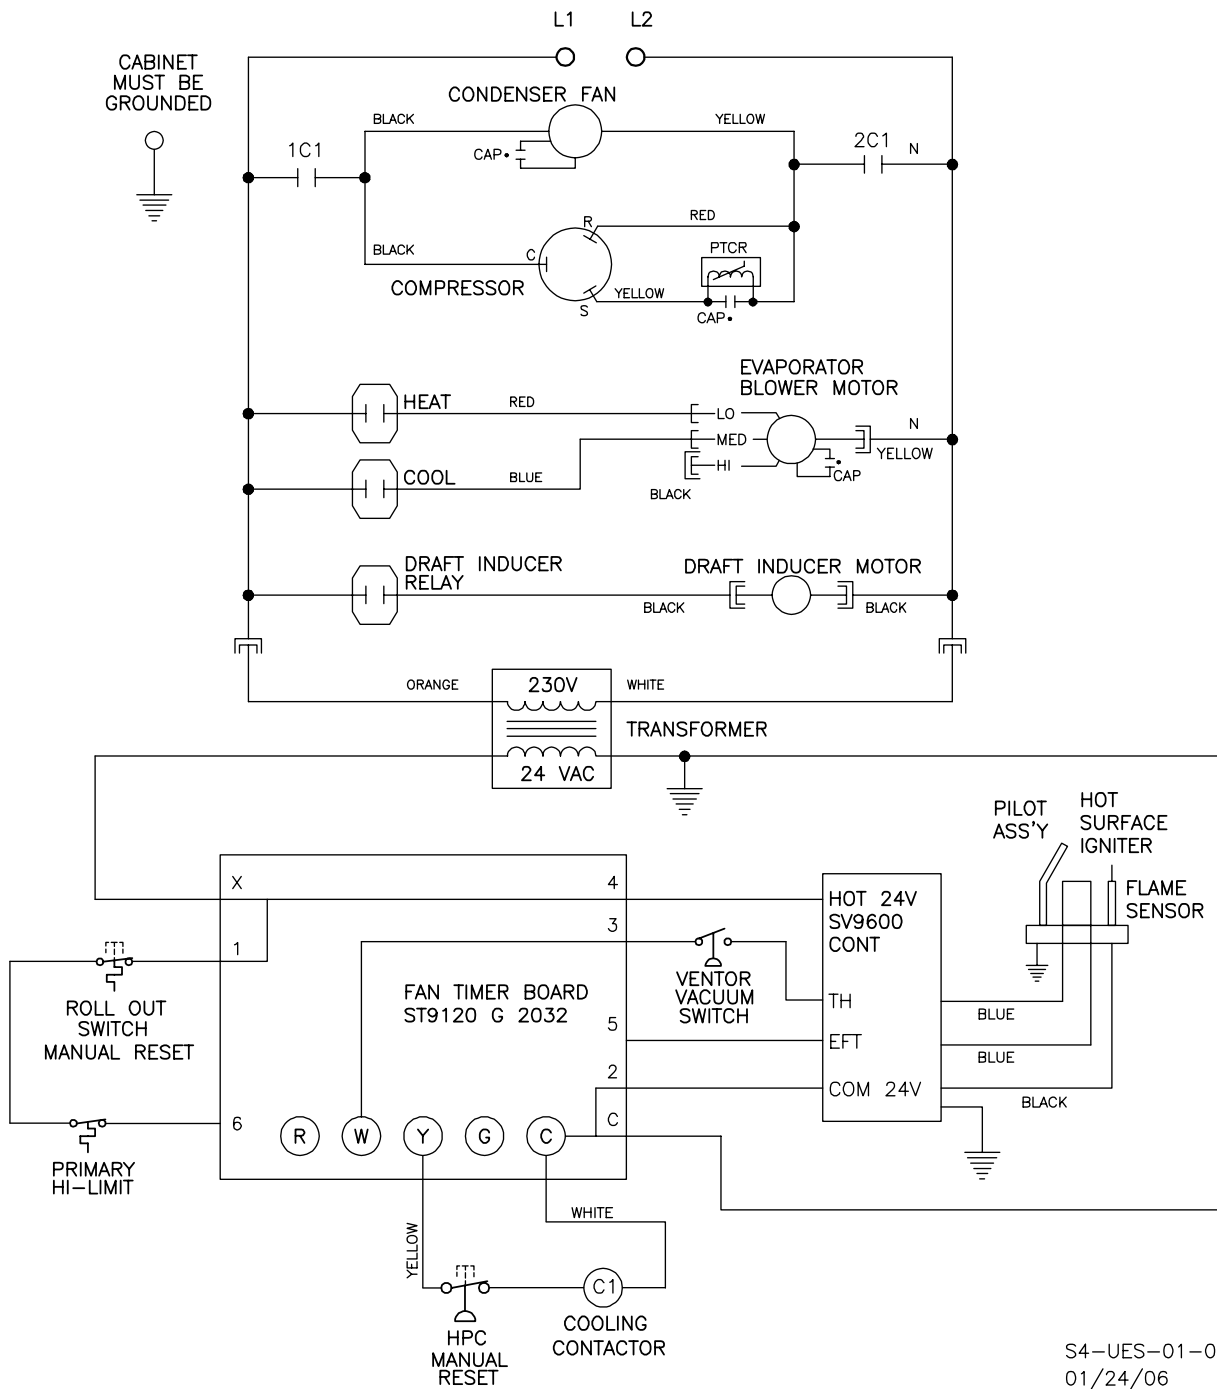 L1
L2
CABINET
MUST BE
GROUNDED
CONDENSER FAN
BLACK
YELLOW
CAP•
1C1
2C1
N
BLACK
RED
R
C
S
COMPRESSOR
PTCR
YELLOW
CAP•
EVAPORATOR
BLOWER MOTOR
HEAT
RED
LO
MED
HI
N
YELLOW
CAP
COOL
BLUE
BLACK
DRAFT INDUCER
RELAY
DRAFT INDUCER MOTOR
BLACK
BLACK
ORANGE
230V
WHITE
TRANSFORMER
24 VAC
PILOT
ASS'Y
HOT
SURFACE
IGNITER
FLAME
SENSOR
X
4
HOT 24V
SV9600
CONT
3
1
VENTOR
VACUUM
SWITCH
FAN TIMER BOARD
ST9120 G 2032
ROLL OUT
SWITCH
MANUAL RESET
TH
BLUE
5
EFT
BLUE
2
COM 24V
BLACK
C
6
R
W
Y
G
C
PRIMARY
HI-LIMIT
WHITE
YELLOW
C1
COOLING
CONTACTOR
HPC
MANUAL
RESET
S4-UES-01-0
01/24/06